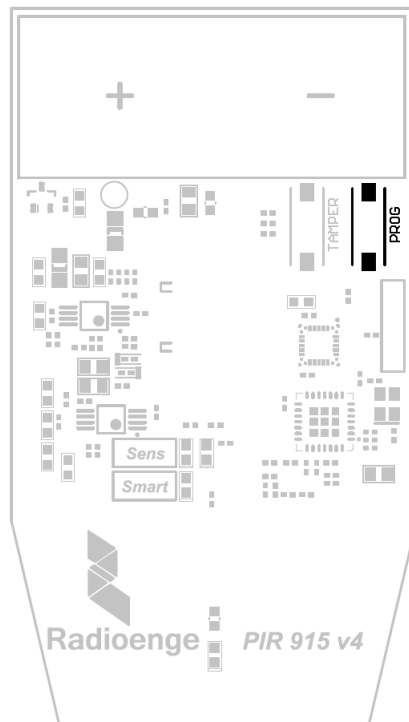 + −
TAMPER
PROG
Sens
Smart
Radioenge PIR 915 v4